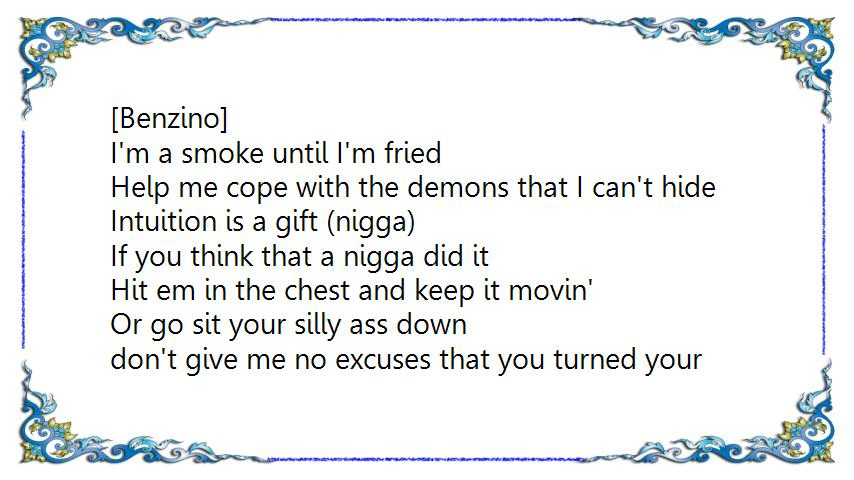 [Benzino]
I'm a smoke until I'm fried
Help me cope with the demons that I can't hide
Intuition is a gift (nigga)
If you think that a nigga did it
Hit em in the chest and keep it movin'
Or go sit your silly ass down
don't give me no excuses that you turned your